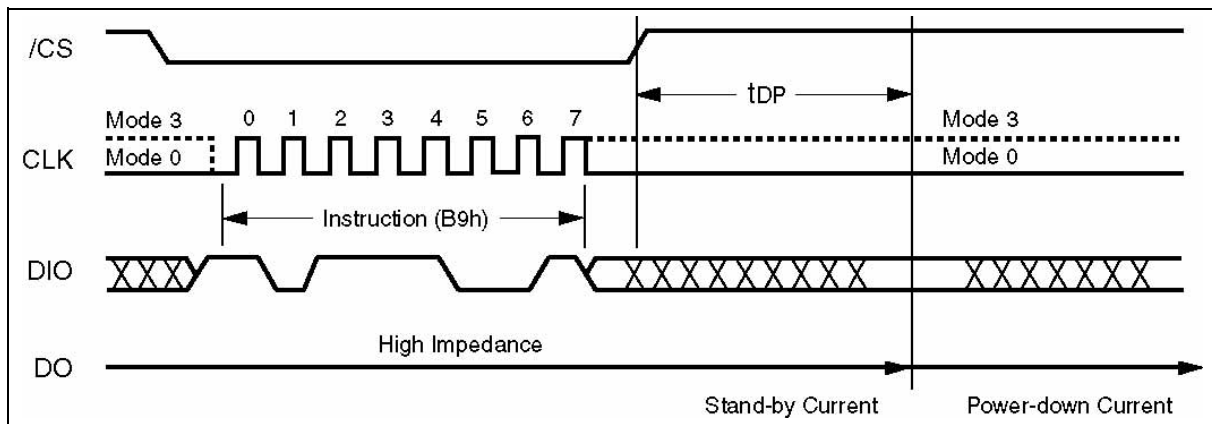 /CS
tDP
Mode 3 0 1 2 3 4 5 6 7 Mode 3
CLK Mode 0 Mode 0
Instruction (B9h)
DIO
High Impedance
DO
Stand-by Current Power-down Current